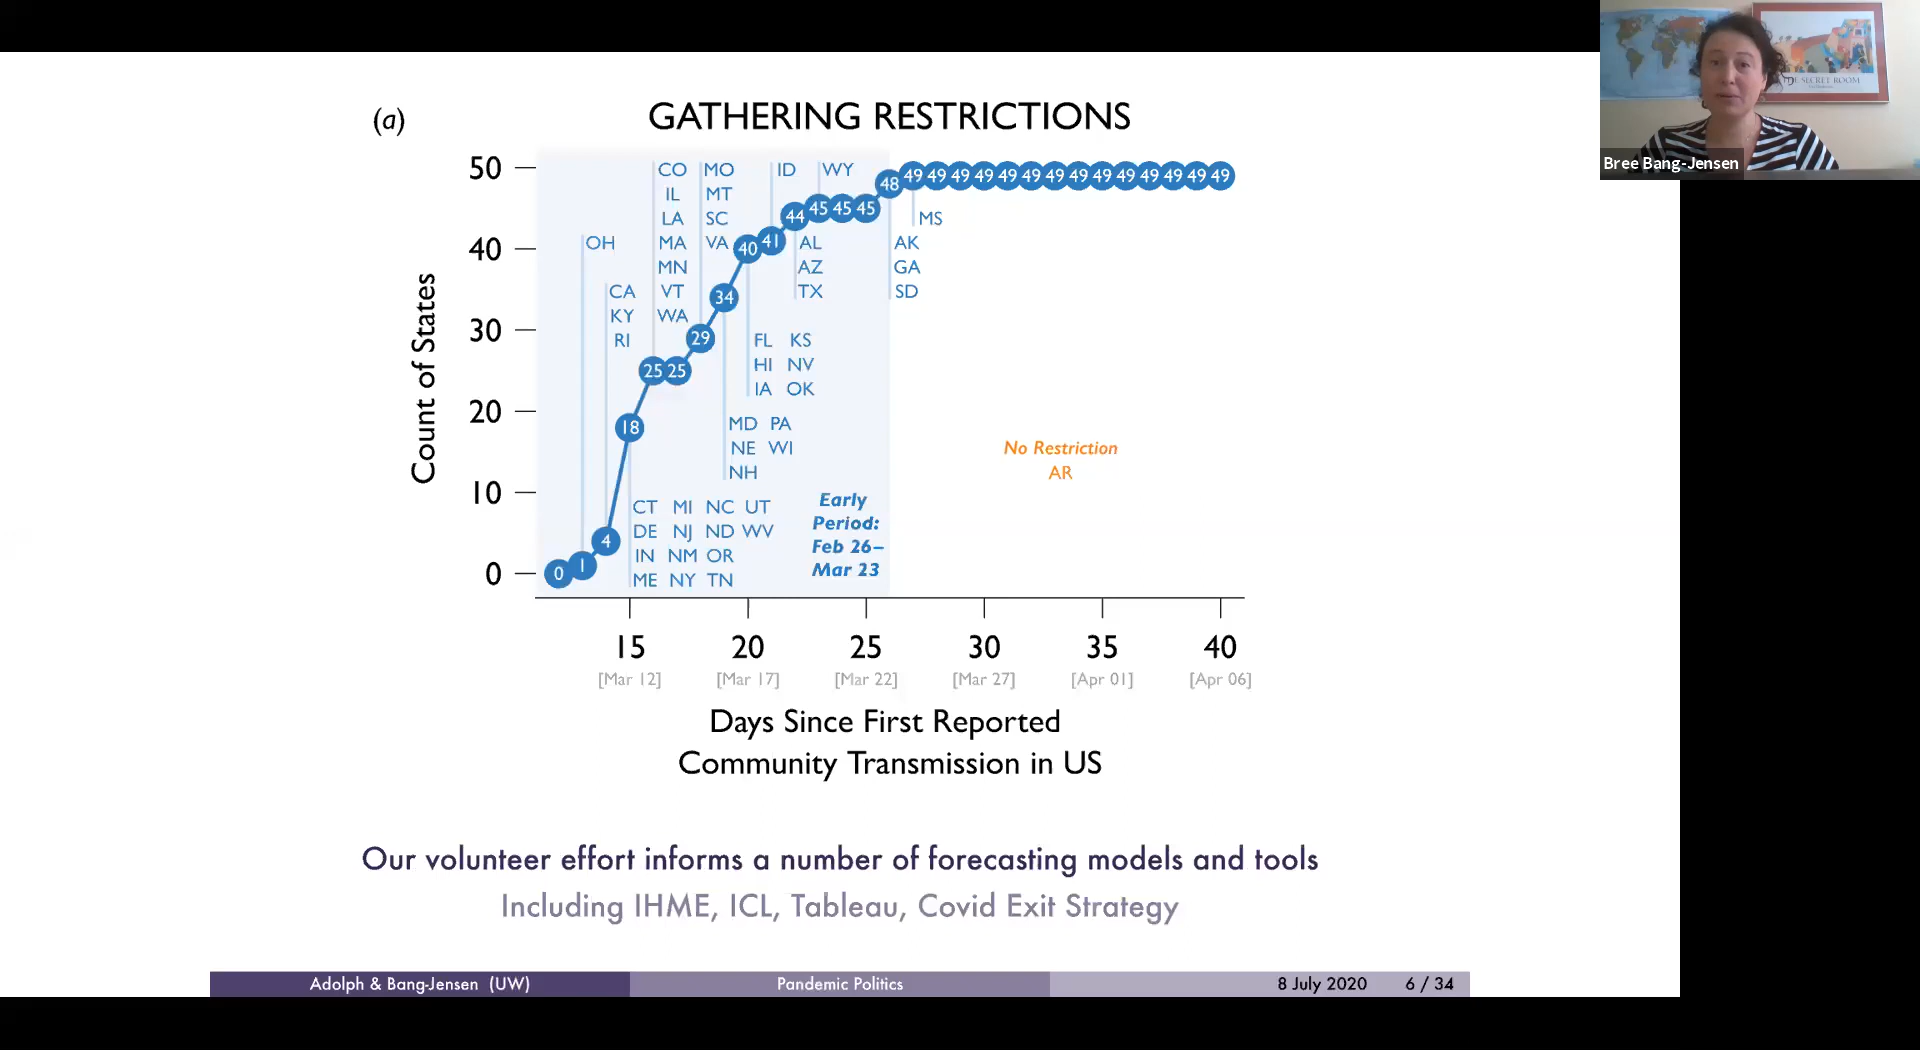 (a)
GATHERING RESTRICTIONS
Count of States
50
40
30
20
10
0
OH
CA
KY
RI
CO
IL
LA
MA
MN
VT
WA
MO
MT
SC
VA
ID
WY
AL
AZ
TX
MS
AK
GA
SD
FL KS
HI NV
IA OK
MD PA
NE WI
NH
CT MI NC UT
DE NJ ND WV
IN NM OR
ME NY TN
0 1 4 18 25 25 29 34 40 41 44 45 45 45 48 49 49 49 49 49 49 49 49 49 49 49 49 49 49
Early
Period:
Feb 26–
Mar 23
No Restriction
AR
15 20 25 30 35 40
[Mar 12] [Mar 17] [Mar 22] [Mar 27] [Apr 01] [Apr 06]
Days Since First Reported
Community Transmission in US
Our volunteer effort informs a number of forecasting models and tools
Including IHME, ICL, Tableau, Covid Exit Strategy
Adolph & Bang-Jensen (UW) Pandemic Politics 8 July 2020 6 / 34
SECRET ROOM
Bree Bang-Jensen